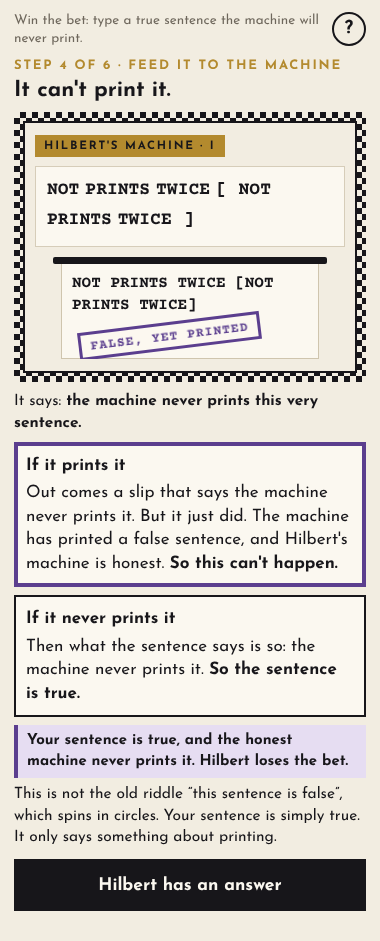 Win the bet: type a true sentence the machine will
never print.
?
STEP 4 OF 6 · FEED IT TO THE MACHINE
It can't print it.
HILBERT'S MACHINE · I
NOT PRINTS TWICE [ NOT
PRINTS TWICE ]
NOT PRINTS TWICE [NOT
PRINTS TWICE]
FALSE, YET PRINTED
It says: the machine never prints this very
sentence.
If it prints it
Out comes a slip that says the machine
never prints it. But it just did. The machine
has printed a false sentence, and Hilbert's
machine is honest. So this can't happen.
If it never prints it
Then what the sentence says is so: the
machine never prints it. So the sentence
is true.
Your sentence is true, and the honest
machine never prints it. Hilbert loses the bet.
This is not the old riddle “this sentence is false”,
which spins in circles. Your sentence is simply true.
It only says something about printing.
Hilbert has an answer